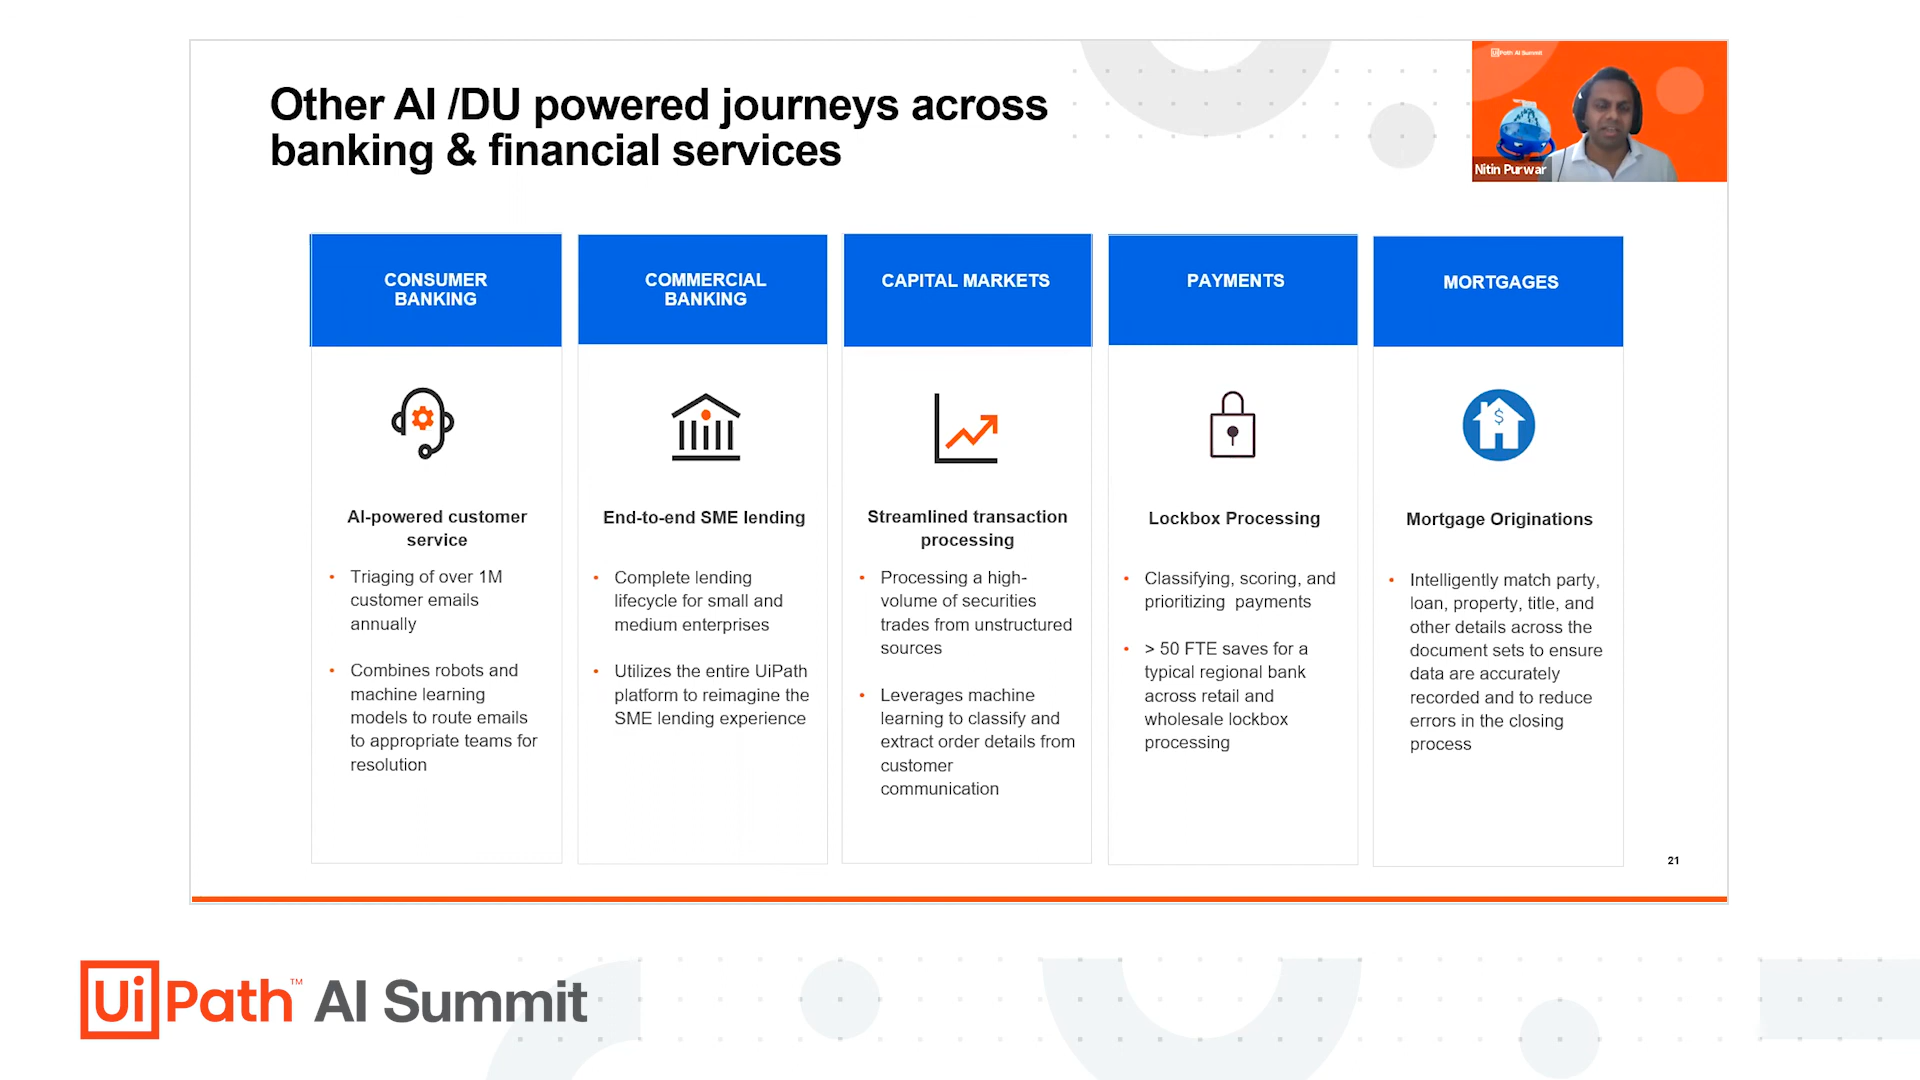 Other AI /DU powered journeys across
banking & financial services
UiPath AI Summit
Nitin Purwar
CONSUMER
BANKING
AI-powered customer
service
• Triaging of over 1M
customer emails
annually
• Combines robots and
machine learning
models to route emails
to appropriate teams for
resolution
COMMERCIAL
BANKING
End-to-end SME lending
• Complete lending
lifecycle for small and
medium enterprises
• Utilizes the entire UiPath
platform to reimagine the
SME lending experience
CAPITAL MARKETS
Streamlined transaction
processing
• Processing a high-
volume of securities
trades from unstructured
sources
• Leverages machine
learning to classify and
extract order details from
customer
communication
PAYMENTS
Lockbox Processing
• Classifying, scoring, and
prioritizing payments
• > 50 FTE saves for a
typical regional bank
across retail and
wholesale lockbox
processing
MORTGAGES
$
Mortgage Originations
• Intelligently match party,
loan, property, title, and
other details across the
document sets to ensure
data are accurately
recorded and to reduce
errors in the closing
process
21
UiPath™ AI Summit